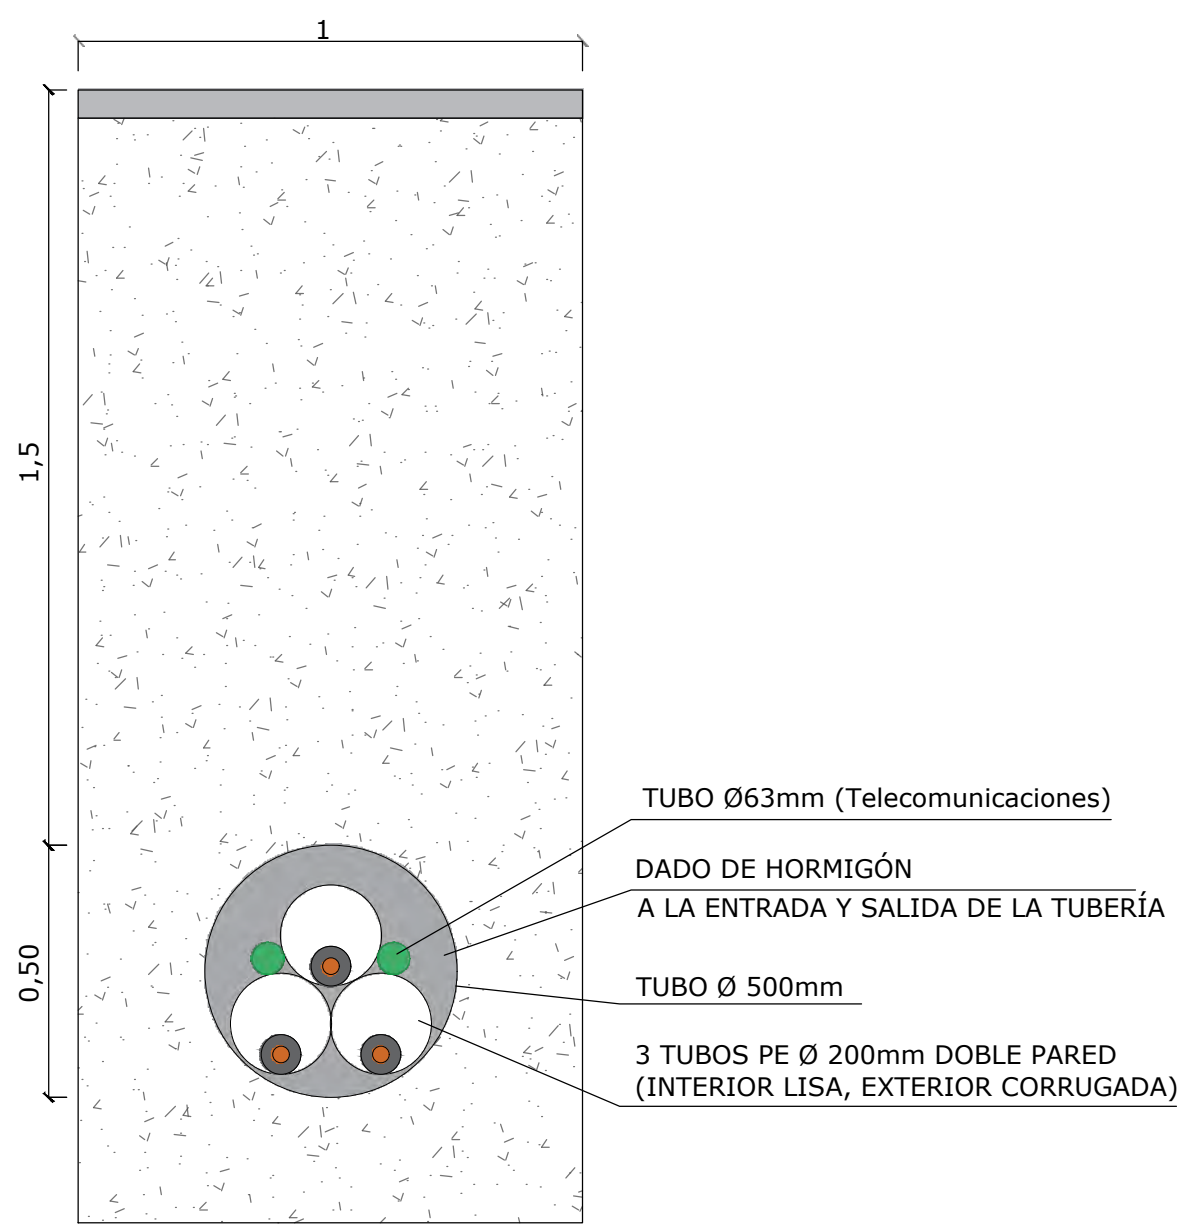 1
1,5
0,50
TUBO Ø63mm (Telecomunicaciones)
DADO DE HORMIGÓN
A LA ENTRADA Y SALIDA DE LA TUBERÍA
TUBO Ø 500mm
3 TUBOS PE Ø 200mm DOBLE PARED
(INTERIOR LISA, EXTERIOR CORRUGADA)